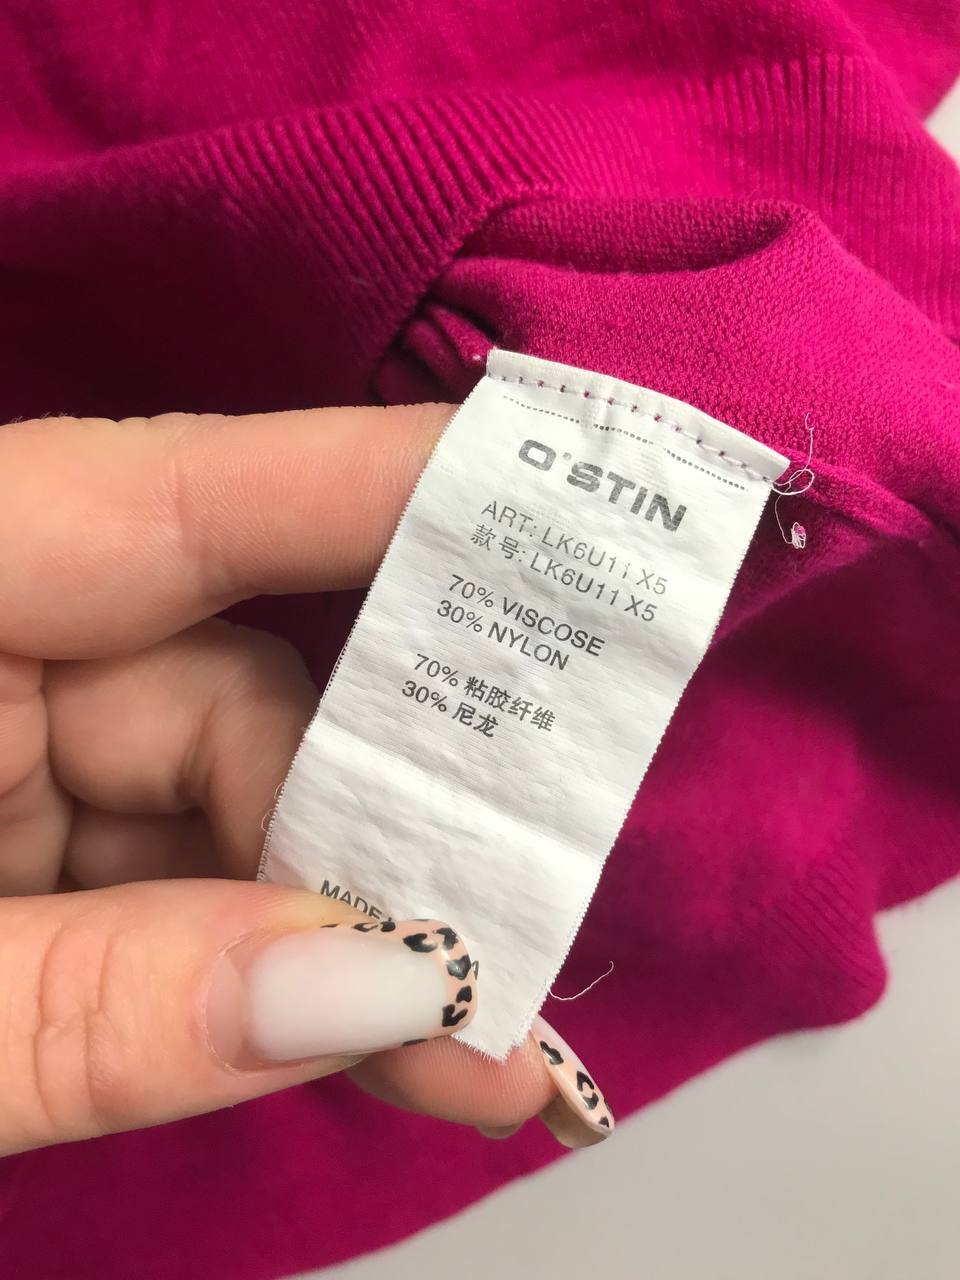 O'STIN
ART: LK6U11 X5
款号: LK6U11 X5
70% VISCOSE
30% NYLON
70% 粘胶纤维
30% 尼龙
MADE